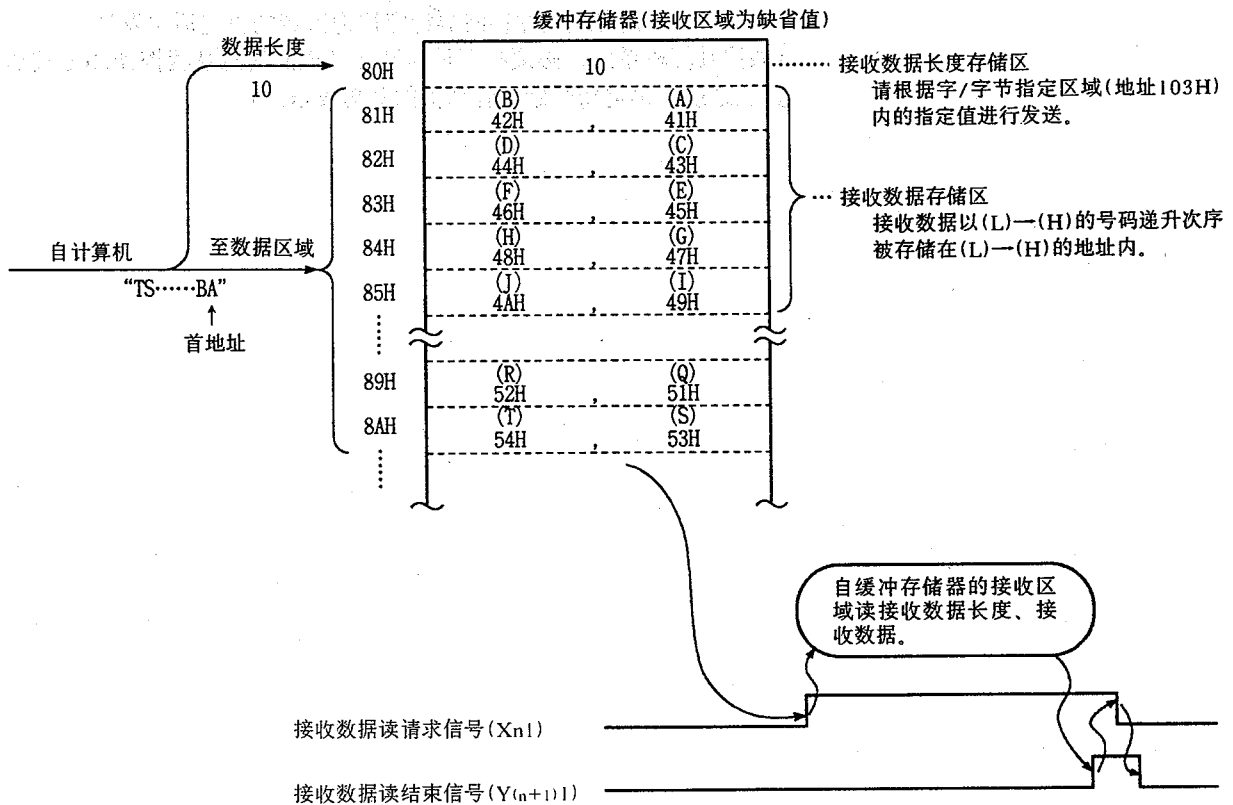 缓冲存储器(接收区域为缺省值)
数据长度
10
80H
10
接收数据长度存储区
请根据字/字节指定区域(地址103H)
内的指定值进行发送。
81H
(B) (A)
42H , 41H
82H
(D) (C)
44H , 43H
83H
(F) (E)
46H , 45H
接收数据存储区
接收数据以(L)→(H)的号码递升次序
被存储在(L)→(H)的地址内。
84H
(H) (G)
48H , 47H
自计算机
至数据区域
“TS……BA”
首地址
85H
(J) (I)
4AH , 49H
89H
(R) (Q)
52H , 51H
8AH
(T) (S)
54H , 53H
自缓冲存储器的接收区
域读接收数据长度、接
收数据。
接收数据读请求信号(Xn1)
接收数据读结束信号(Y(n+1)1)